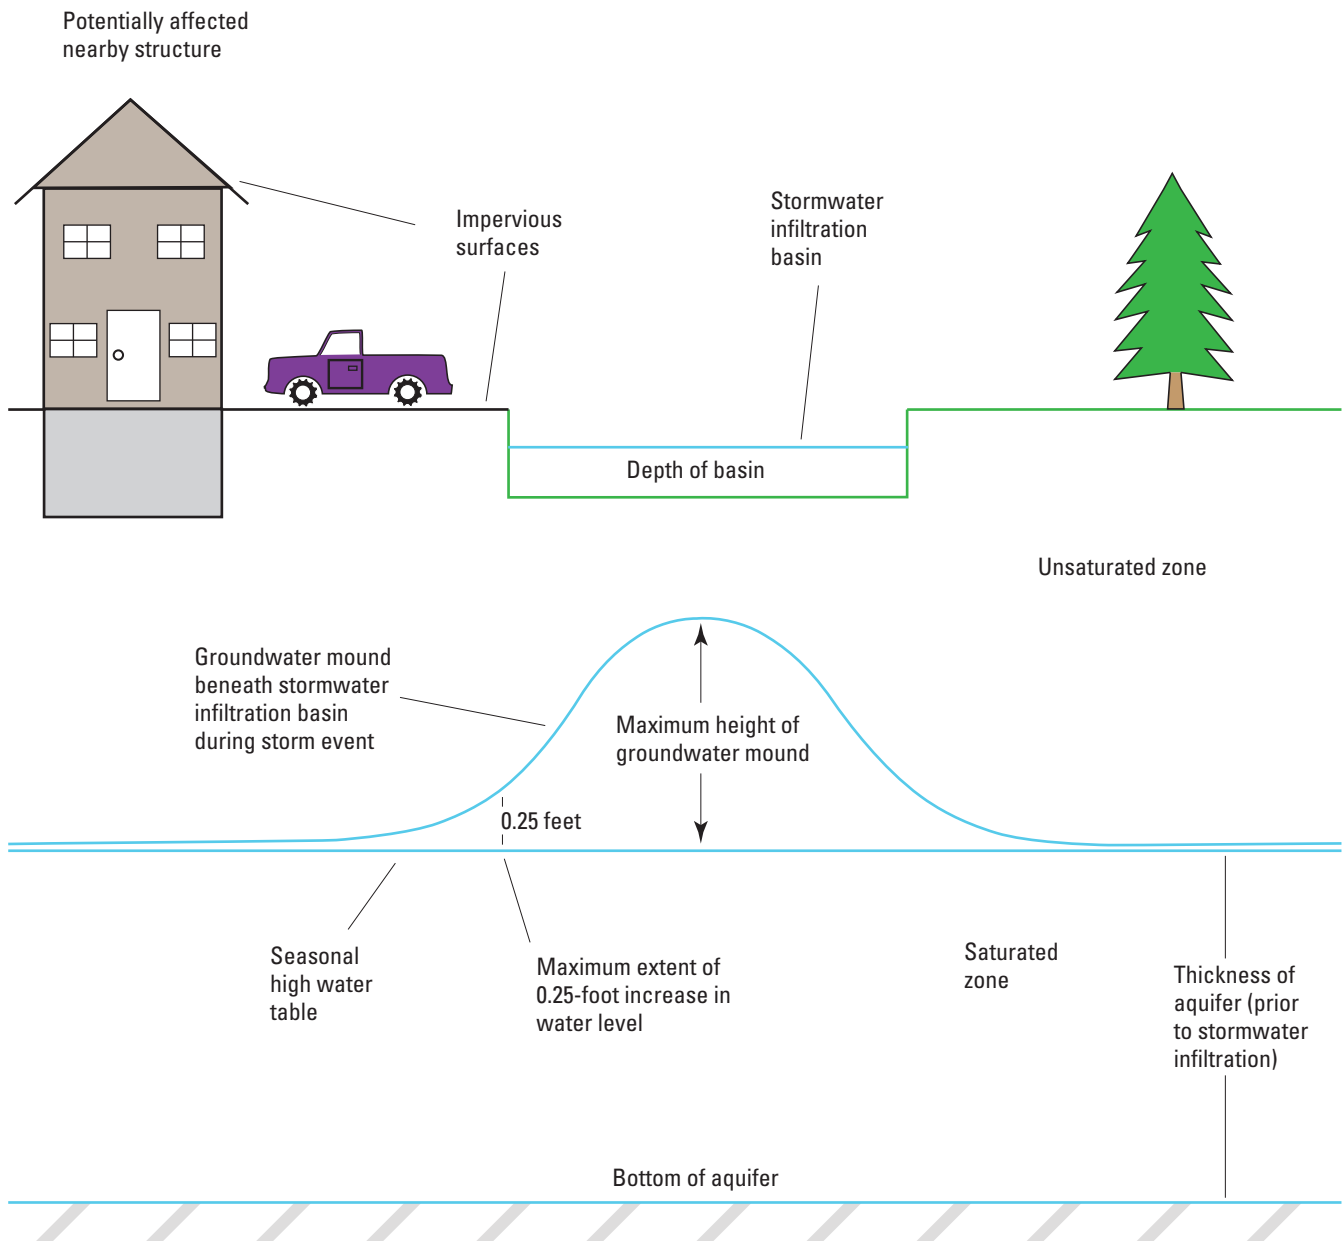 Potentially affected
nearby structure
Impervious
surfaces
Stormwater
infiltration
basin
Depth of basin
Unsaturated zone
Groundwater mound
beneath stormwater
infiltration basin
during storm event
Maximum height of
groundwater mound
0.25 feet
Seasonal
high water
table
Maximum extent of
0.25-foot increase in
water level
Saturated
zone
Thickness of
aquifer (prior
to stormwater
infiltration)
Bottom of aquifer